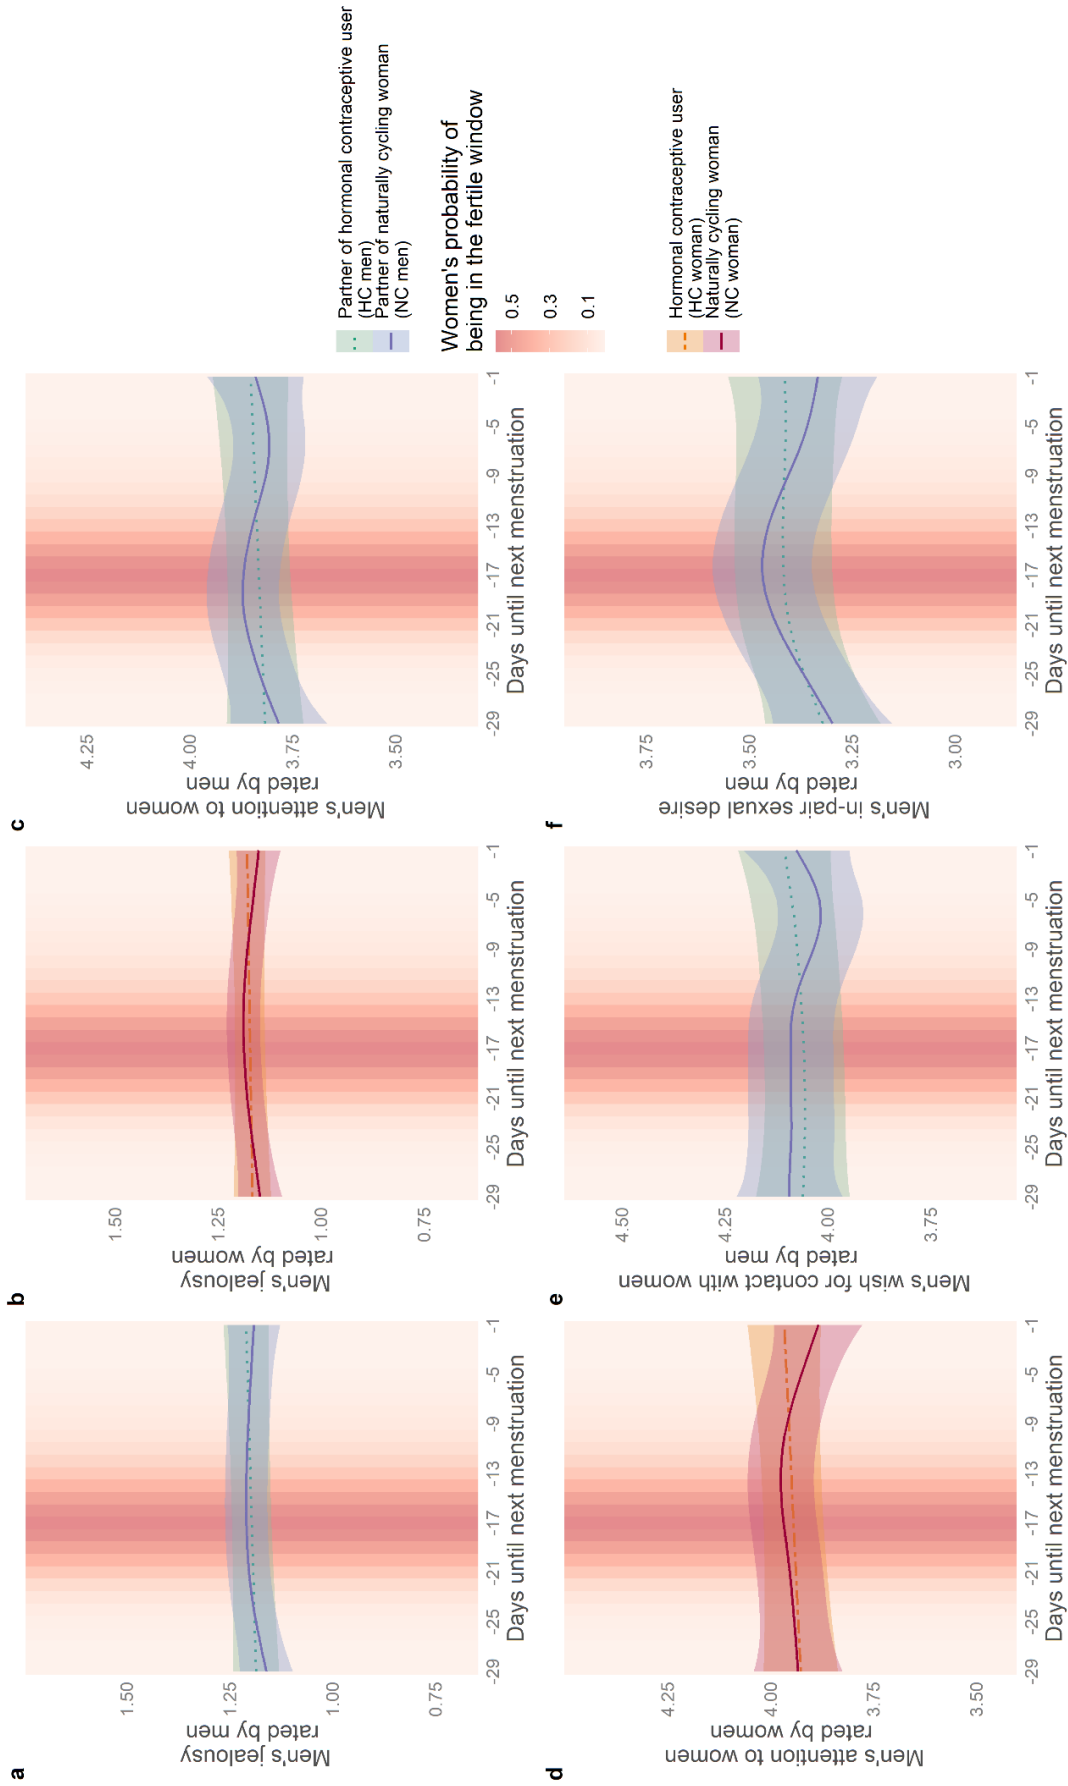 a
Men's jealousy
rated by men
1.50
1.25
1.00
0.75
-29
-25
-21
-17
-13
-9
-5
-1
Days until next menstruation
b
Men's jealousy
rated by women
1.50
1.25
1.00
0.75
-29
-25
-21
-17
-13
-9
-5
-1
Days until next menstruation
c
Men's attention to women
rated by men
4.25
4.00
3.75
3.50
-29
-25
-21
-17
-13
-9
-5
-1
Days until next menstruation
Partner of hormonal contraceptive user
(HC men)
Partner of naturally cycling woman
(NC men)
Women's probability of
being in the fertile window
0.5
0.3
0.1
d
Men's attention to women
rated by women
4.25
4.00
3.75
3.50
-29
-25
-21
-17
-13
-9
-5
-1
Days until next menstruation
e
Men's wish for contact with women
rated by men
4.50
4.25
4.00
3.75
-29
-25
-21
-17
-13
-9
-5
-1
Days until next menstruation
f
Men's in-pair sexual desire
rated by men
3.75
3.50
3.25
3.00
-29
-25
-21
-17
-13
-9
-5
-1
Days until next menstruation
Hormonal contraceptive user
(HC woman)
Naturally cycling woman
(NC woman)